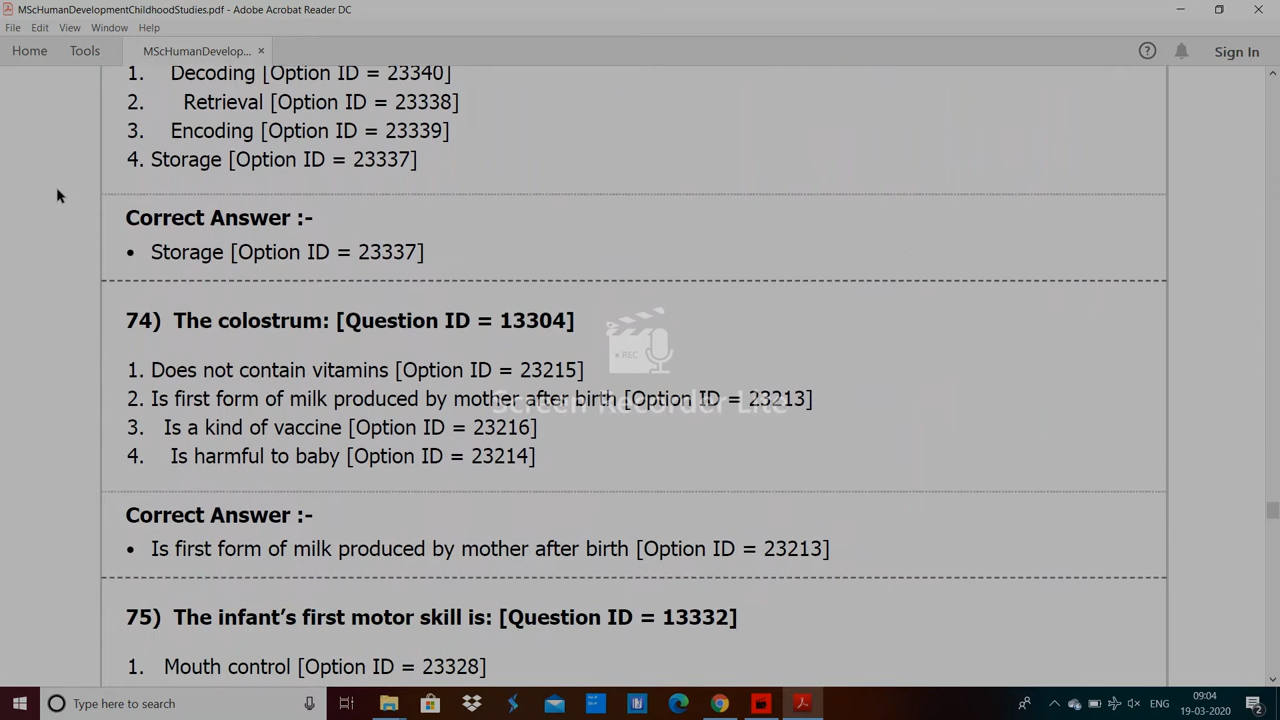 MScHumanDevelopmentChildhoodStudies.pdf - Adobe Acrobat Reader DC
File Edit View Window Help
Home Tools MScHumanDevelop... × Sign In
1. Decoding [Option ID = 23340]
2. Retrieval [Option ID = 23338]
3. Encoding [Option ID = 23339]
4. Storage [Option ID = 23337]
Correct Answer :-
• Storage [Option ID = 23337]
74) The colostrum: [Question ID = 13304]
1. Does not contain vitamins [Option ID = 23215]
2. Is first form of milk produced by mother after birth [Option ID = 23213]
3. Is a kind of vaccine [Option ID = 23216]
4. Is harmful to baby [Option ID = 23214]
• REC
Screen Recorder Lite
Correct Answer :-
• Is first form of milk produced by mother after birth [Option ID = 23213]
75) The infant’s first motor skill is: [Question ID = 13332]
1. Mouth control [Option ID = 23328]
Type here to search
ENG
09:04
19-03-2020
2